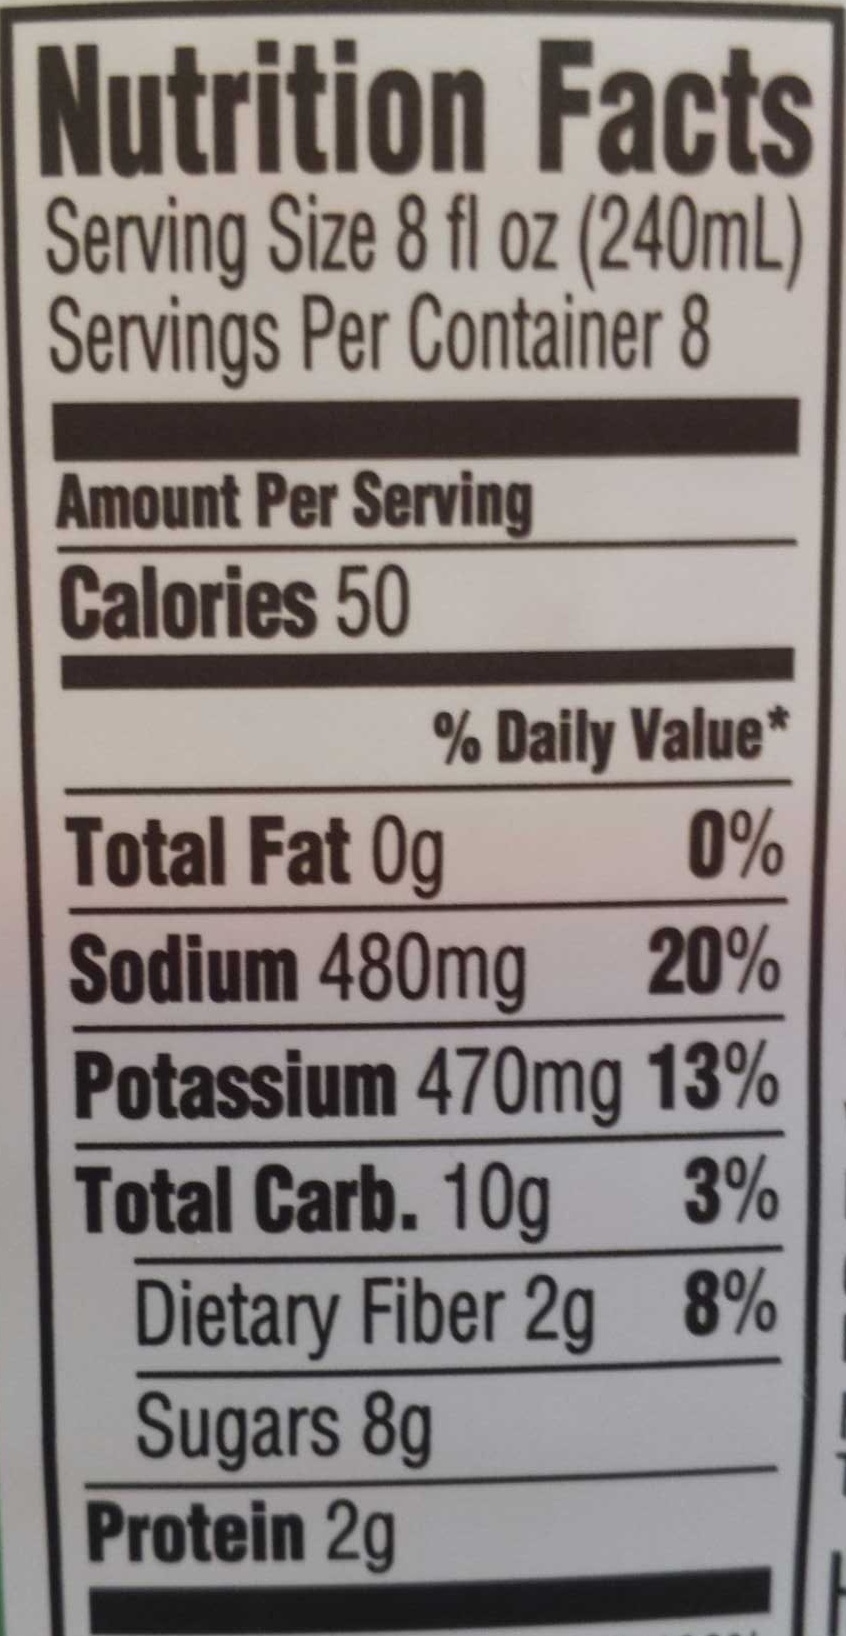 Nutrition Facts
Serving Size 8 fl oz (240mL)
Servings Per Container 8
Amount Per Serving
Calories 50
% Daily Value*
Total Fat 0g 0%
Sodium 480mg 20%
Potassium 470mg 13%
Total Carb. 10g 3%
Dietary Fiber 2g 8%
Sugars 8g
Protein 2g